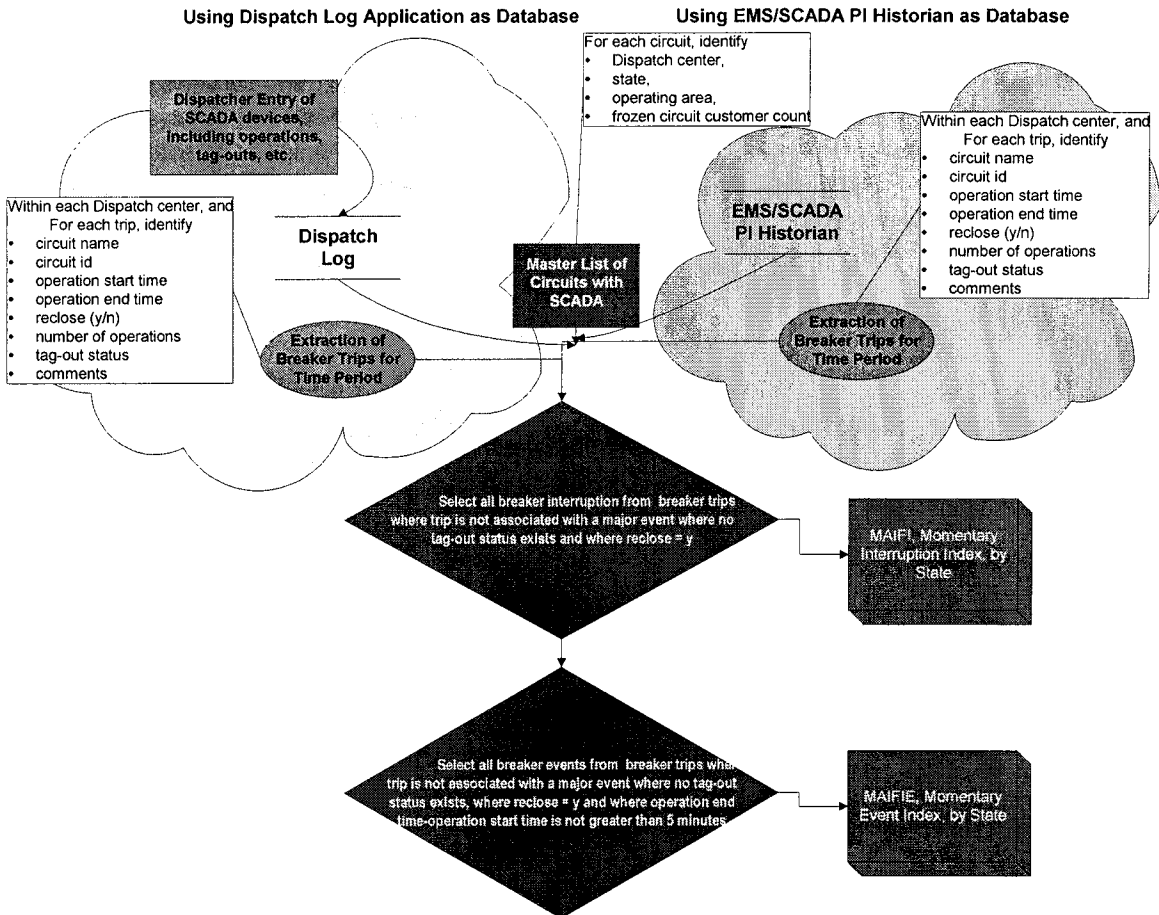 Using Dispatch Log Application as Database
Using EMS/SCADA PI Historian as Database
For each circuit, identify
• Dispatch center,
• state,
• operating area,
• frozen circuit customer count
Dispatcher Entry of
SCADA devices,
including operations,
tag-outs, etc.
Within each Dispatch center, and
For each trip, identify
• circuit name
• circuit id
• operation start time
• operation end time
• reclose (y/n)
• number of operations
• tag-out status
• comments
Within each Dispatch center, and
For each trip, identify
• circuit name
• circuit id
• operation start time
• operation end time
• reclose (y/n)
• number of operations
• tag-out status
• comments
Dispatch
Log
EMS/SCADA
PI Historian
Master List of
Circuits with
SCADA
Extraction of
Breaker Trips for
Time Period
Extraction of
Breaker Trips for
Time Period
Select all breaker interruption from breaker trips
where trip is not associated with a major event where no
tag-out status exists and where reclose = y
MAIFI, Momentary
Interruption Index, by
State
Select all breaker events from breaker trips whe
trip is not associated with a major event where no tag-out
status exists, where reclose = y and where operation end
time-operation start time is not greater than 5 minutes
MAIFIE, Momentary
Event Index, by State